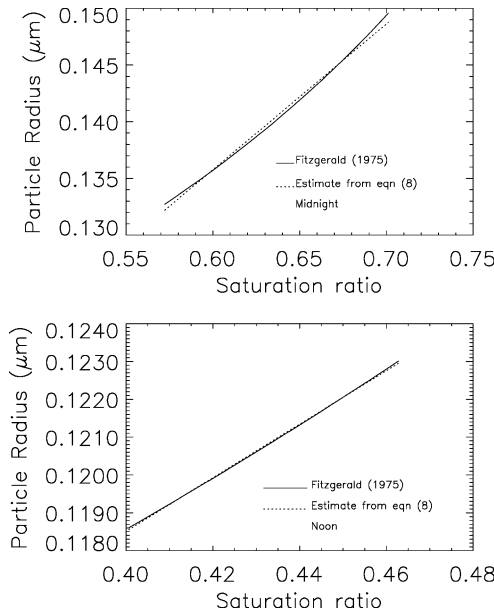 0.150
0.145
0.140
0.135
0.130
Particle Radius (μm)
Fitzgerald (1975)
Estimate from eqn (8)
Midnight
0.55 0.60 0.65 0.70 0.75
Saturation ratio
0.1240
0.1230
0.1220
0.1210
0.1200
0.1190
0.1180
Particle Radius (μm)
Fitzgerald (1975)
Estimate from eqn (8)
Noon
0.40 0.42 0.44 0.46 0.48
Saturation ratio